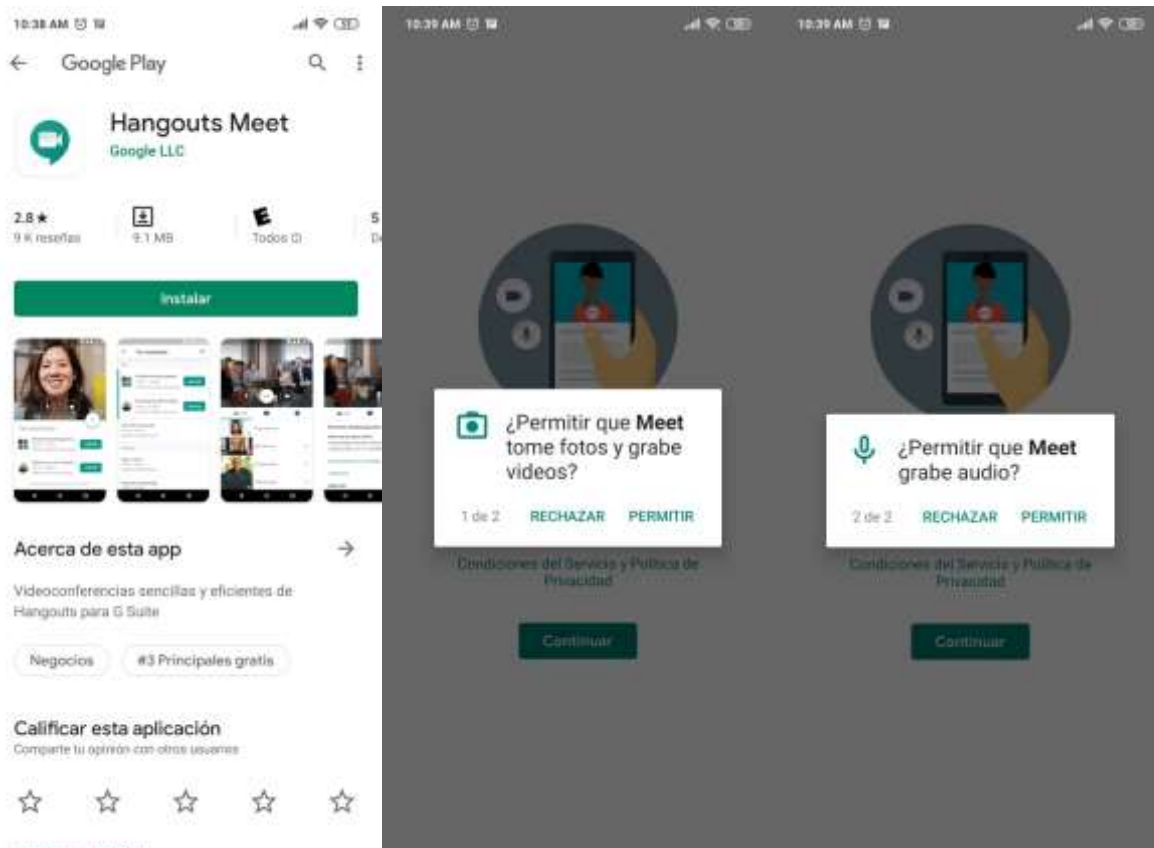 10:38 AM
Google Play
Hangouts Meet
Google LLC
2.8 ★
9 K reseñas
9.1 MB
E
Todos
5
Instalar
Acerca de esta app
Videoconferencias sencillas y eficientes de
Hangouts para G Suite
Negocios
#3 Principales gratis
Calificar esta aplicación
Comparte tu opinión con otros usuarios
10:39 AM
¿Permitir que Meet
tome fotos y grabe
videos?
1 de 2 RECHAZAR PERMITIR
Condiciones del Servicio y Política de
Privacidad
Continuar
10:39 AM
¿Permitir que Meet
grabe audio?
2 de 2 RECHAZAR PERMITIR
Condiciones del Servicio y Política de
Privacidad
Continuar